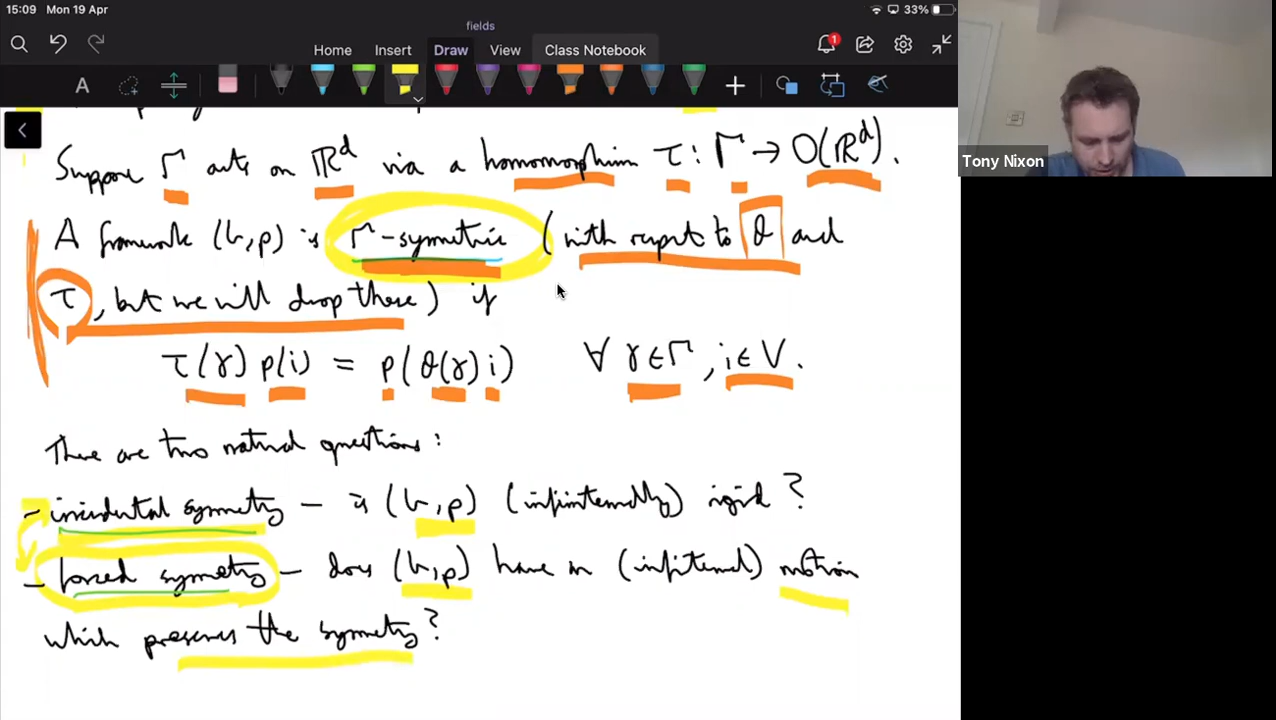 15:09 Mon 19 Apr
33%
fields
Home Insert Draw View Class Notebook
1
A
Suppose Γ acts on ℝ^d via a homomorphism τ : Γ → O(ℝ^d).
A framework (G,p) is Γ-symmetric (with respect to θ and
τ, but we will drop these) if
τ(γ) p(i) = p(θ(γ) i) ∀ γ ∈ Γ, i ∈ V.
There are two natural questions:
- incidental symmetry - is (G,p) (infinitesimally) rigid?
- forced symmetry - does (G,p) have an (infinitesimal) motion
which preserves the symmetry?
Tony Nixon